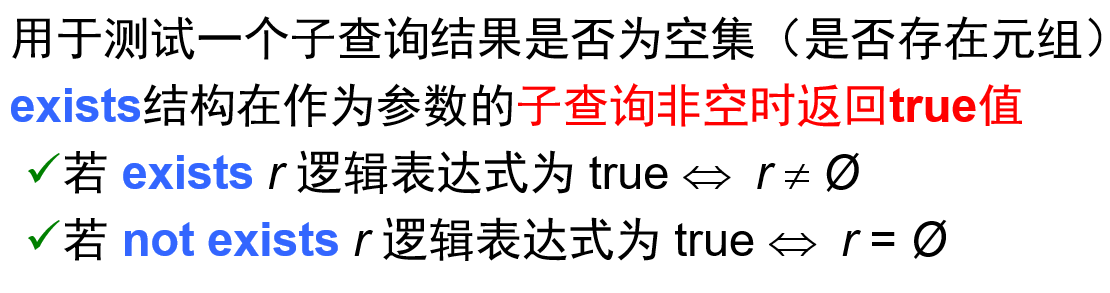 用于测试一个子查询结果是否为空集（是否存在元组）
exists结构在作为参数的子查询非空时返回true值
✓若 exists r 逻辑表达式为 true ⇔ r ≠ Ø
✓若 not exists r 逻辑表达式为 true ⇔ r = Ø